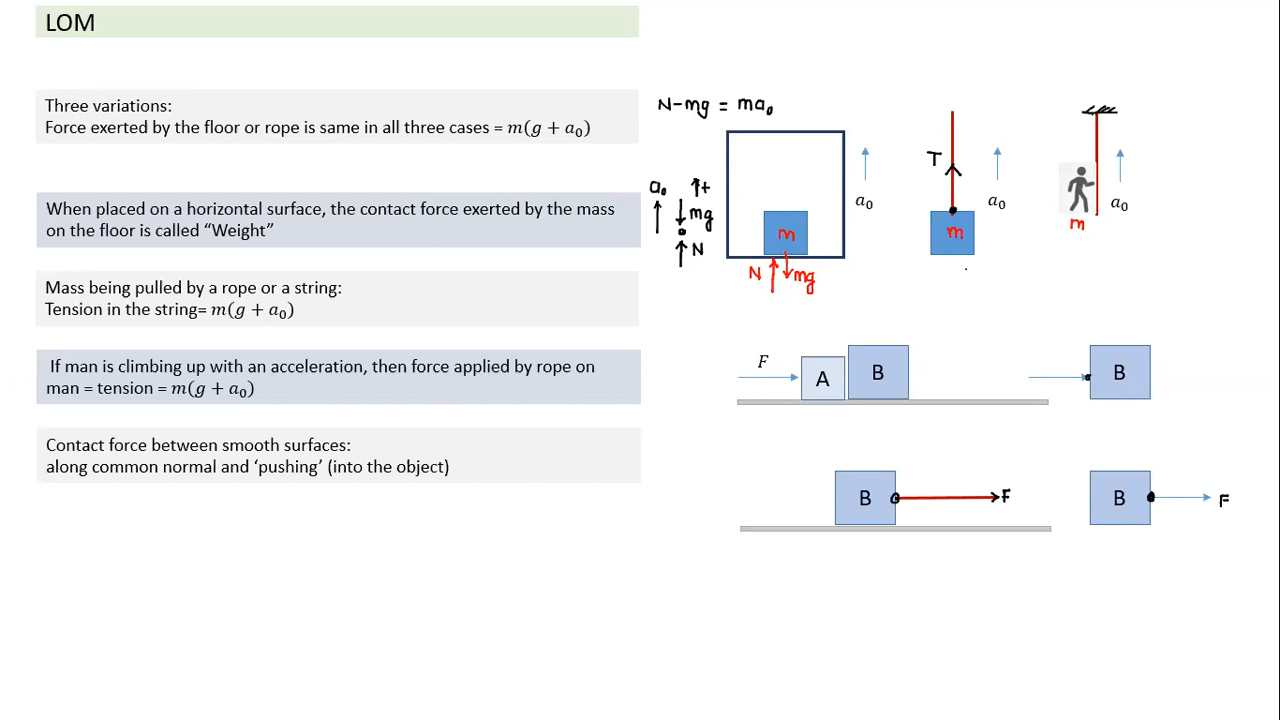 LOM
Three variations:
Force exerted by the floor or rope is same in all three cases = m(g + a₀)
When placed on a horizontal surface, the contact force exerted by the mass
on the floor is called “Weight”
Mass being pulled by a rope or a string:
Tension in the string= m(g + a₀)
If man is climbing up with an acceleration, then force applied by rope on
man = tension = m(g + a₀)
Contact force between smooth surfaces:
along common normal and ‘pushing’ (into the object)
N-mg = ma₀
a₀ ↑+
mg
N
m
N mg
a₀
T
m
a₀
m
a₀
F
A B
B
B F
B F